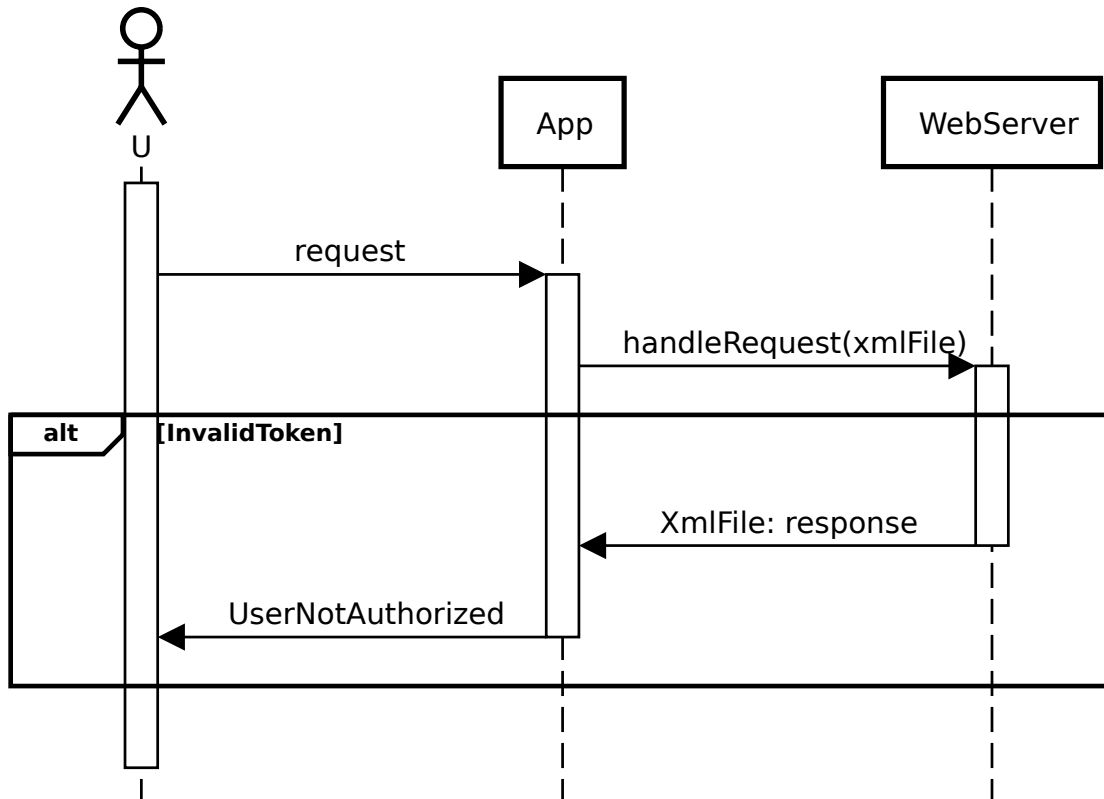 U
App
WebServer
request
handleRequest(xmlFile)
alt
[InvalidToken]
XmlFile: response
UserNotAuthorized